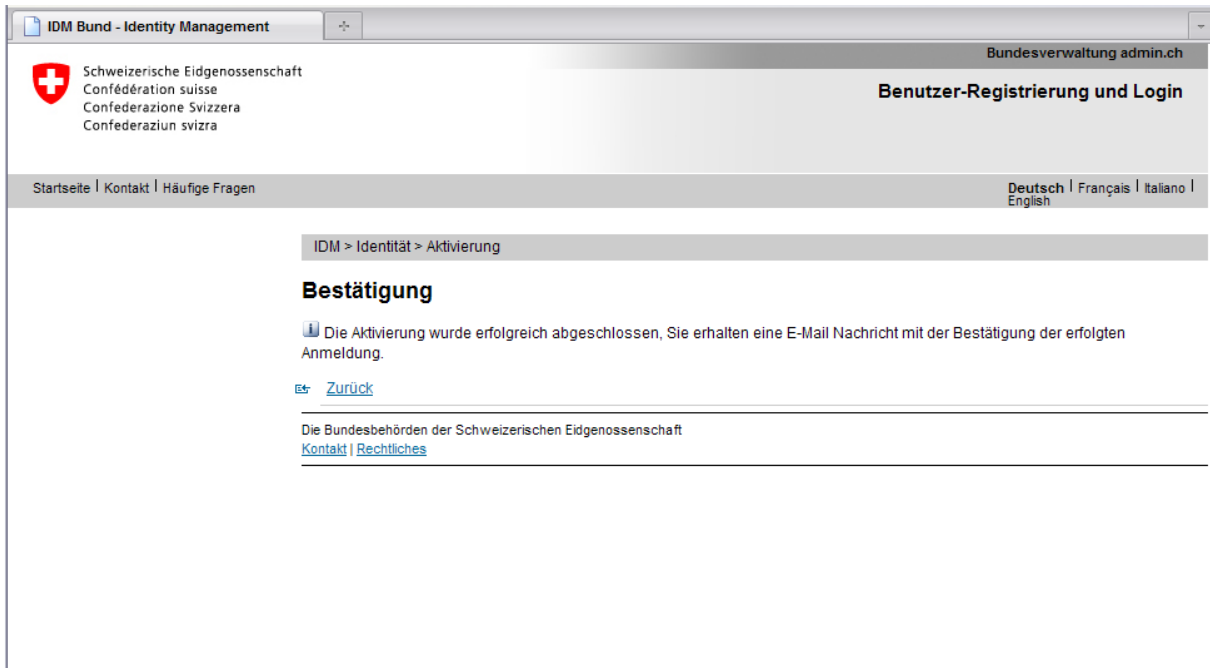 IDM Bund - Identity Management
Bundesverwaltung admin.ch
Schweizerische Eidgenossenschaft
Confédération suisse
Confederazione Svizzera
Confederaziun svizra
Benutzer-Registrierung und Login
Startseite | Kontakt | Häufige Fragen
Deutsch | Français | Italiano |
English
IDM > Identität > Aktivierung
Bestätigung
Die Aktivierung wurde erfolgreich abgeschlossen, Sie erhalten eine E-Mail Nachricht mit der Bestätigung der erfolgten
Anmeldung.
Zurück
Die Bundesbehörden der Schweizerischen Eidgenossenschaft
Kontakt | Rechtliches